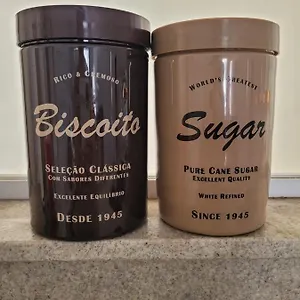 Rico & Cremoso
Biscoito
Seleção Clássica
Com Sabores Diferentes
Excelente Equilíbrio
Desde 1945
World's Greatest
Sugar
Pure Cane Sugar
Excellent Quality
White Refined
Since 1945